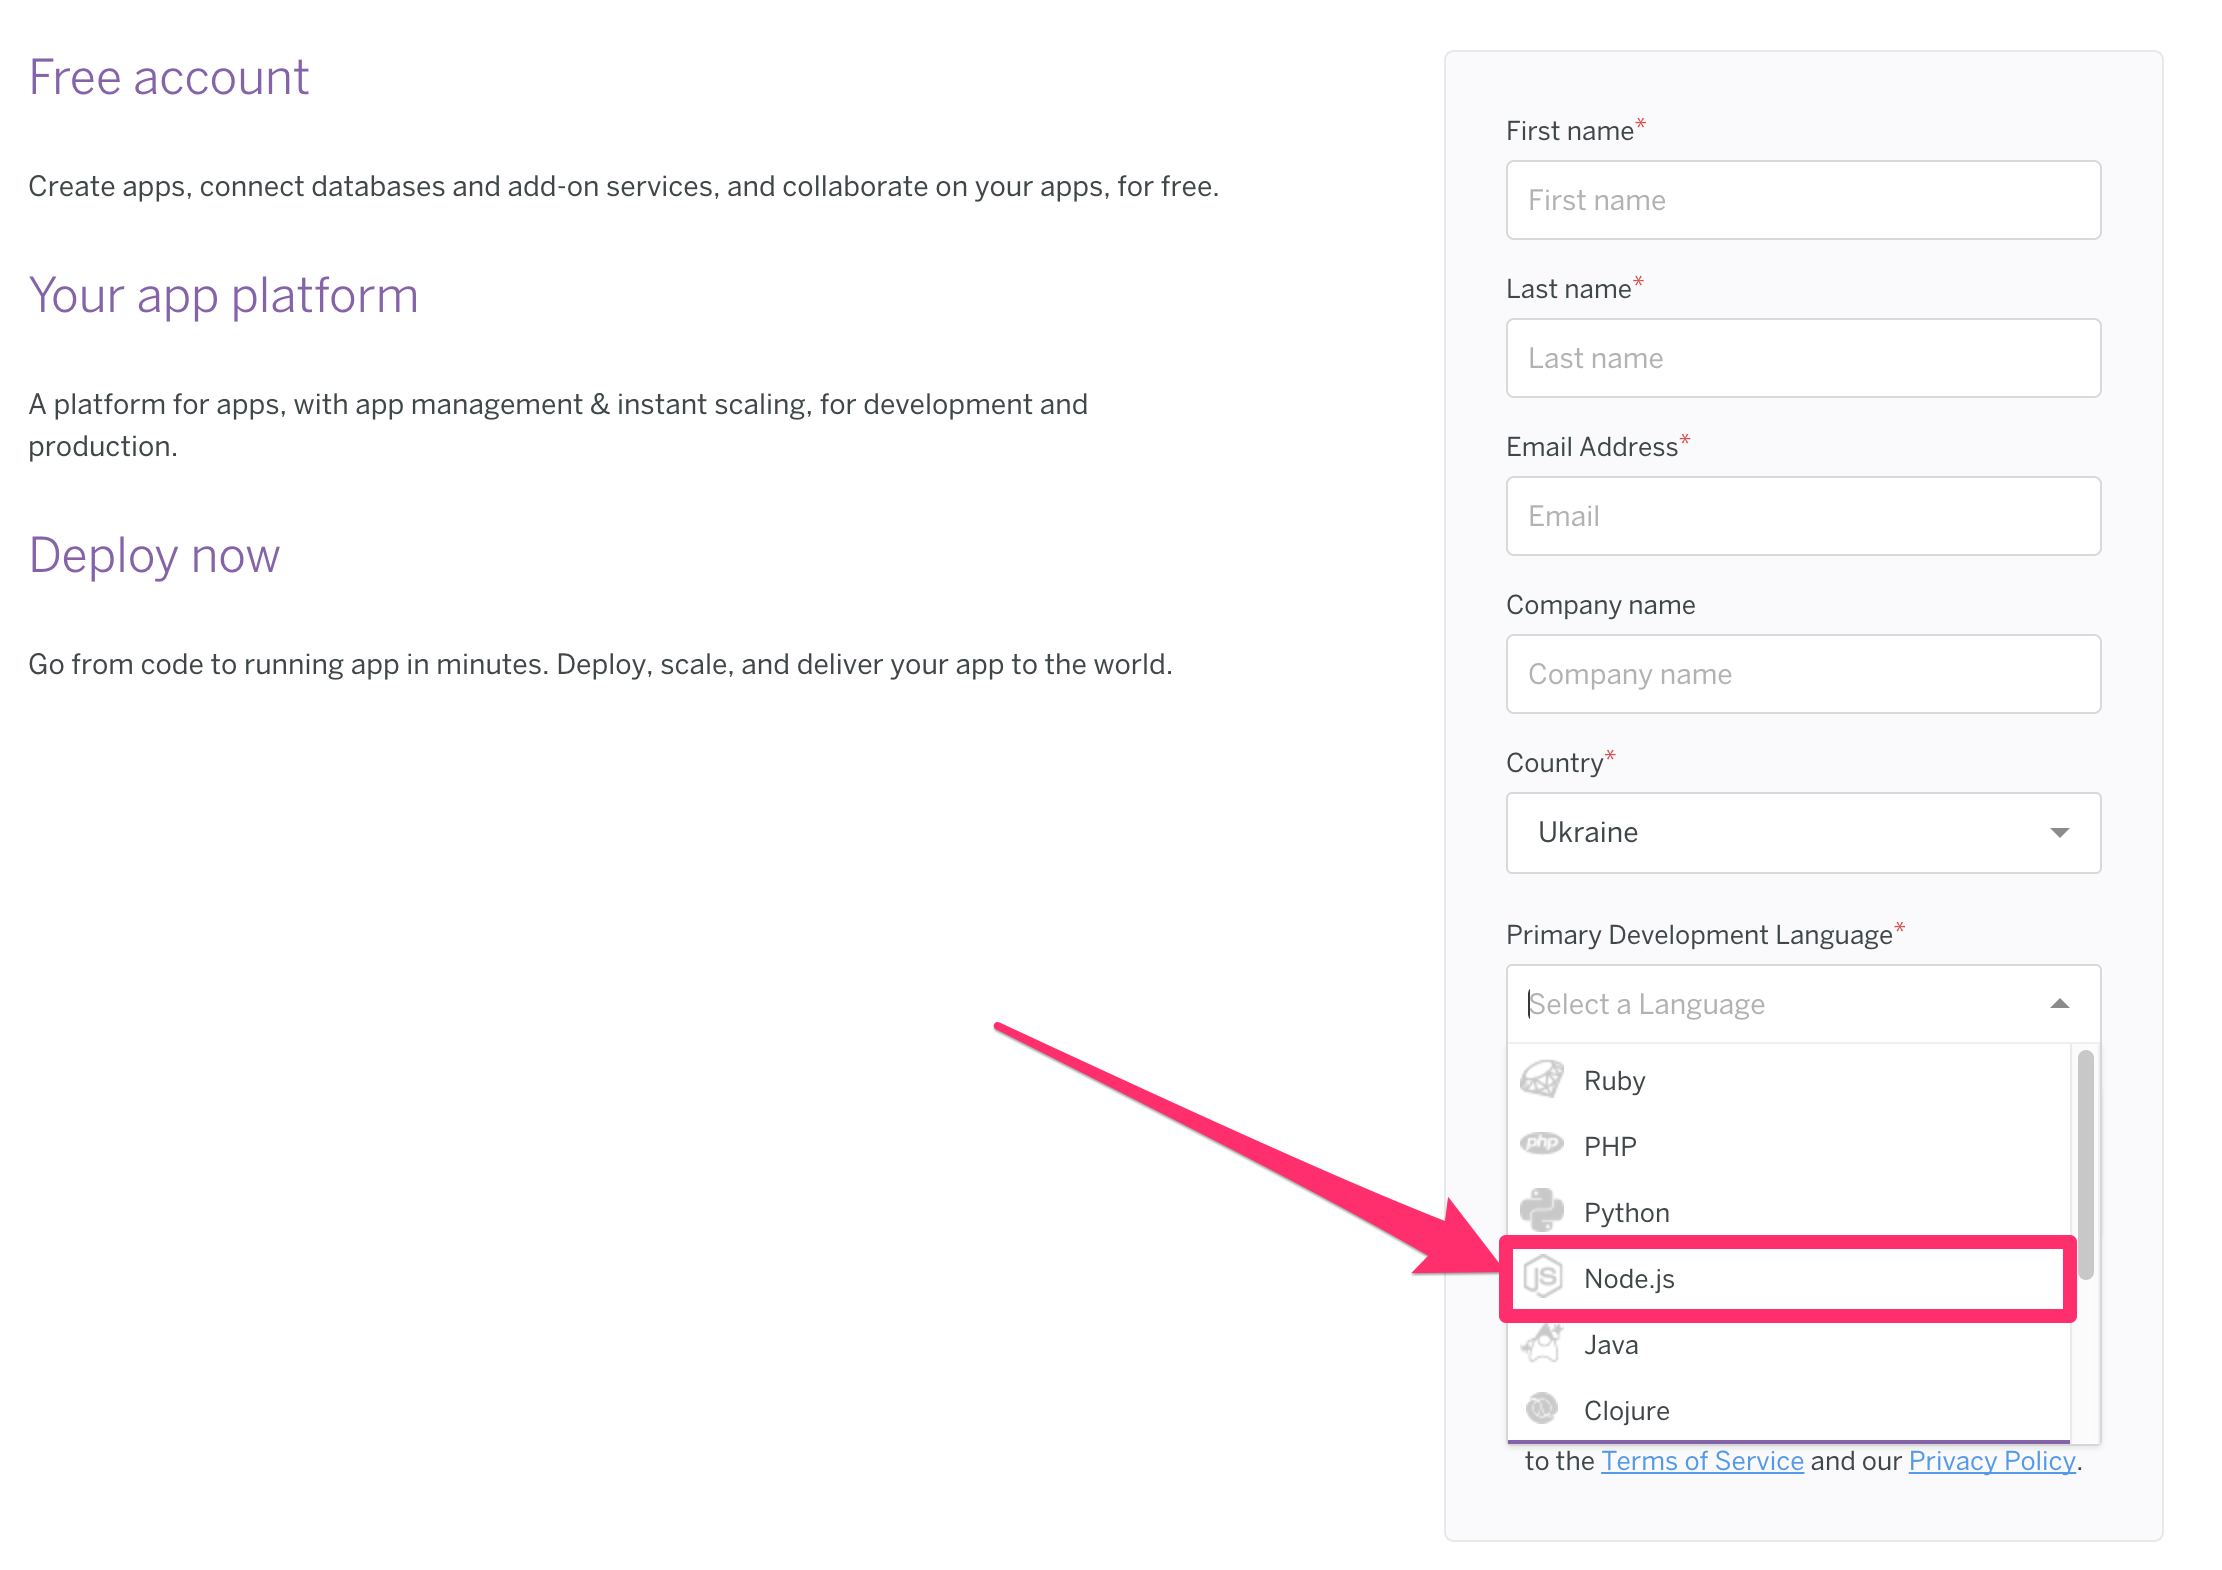 Free account
Create apps, connect databases and add-on services, and collaborate on your apps, for free.
Your app platform
A platform for apps, with app management & instant scaling, for development and
production.
Deploy now
Go from code to running app in minutes. Deploy, scale, and deliver your app to the world.
First name*
First name
Last name*
Last name
Email Address*
Email
Company name
Company name
Country*
Ukraine
Primary Development Language*
Select a Language
Ruby
php PHP
Python
JS Node.js
Java
Clojure
to the Terms of Service and our Privacy Policy.